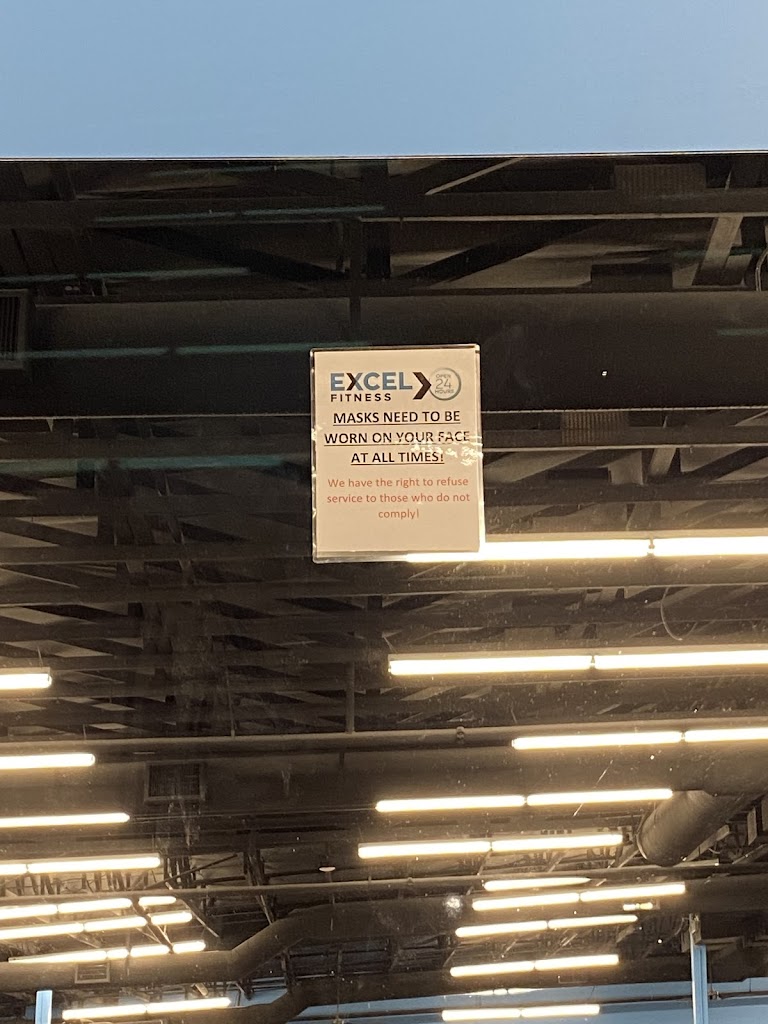 EXCEL
FITNESS
OPEN
24
HOURS
MASKS NEED TO BE
WORN ON YOUR FACE
AT ALL TIMES!
We have the right to refuse
service to those who do not
comply!